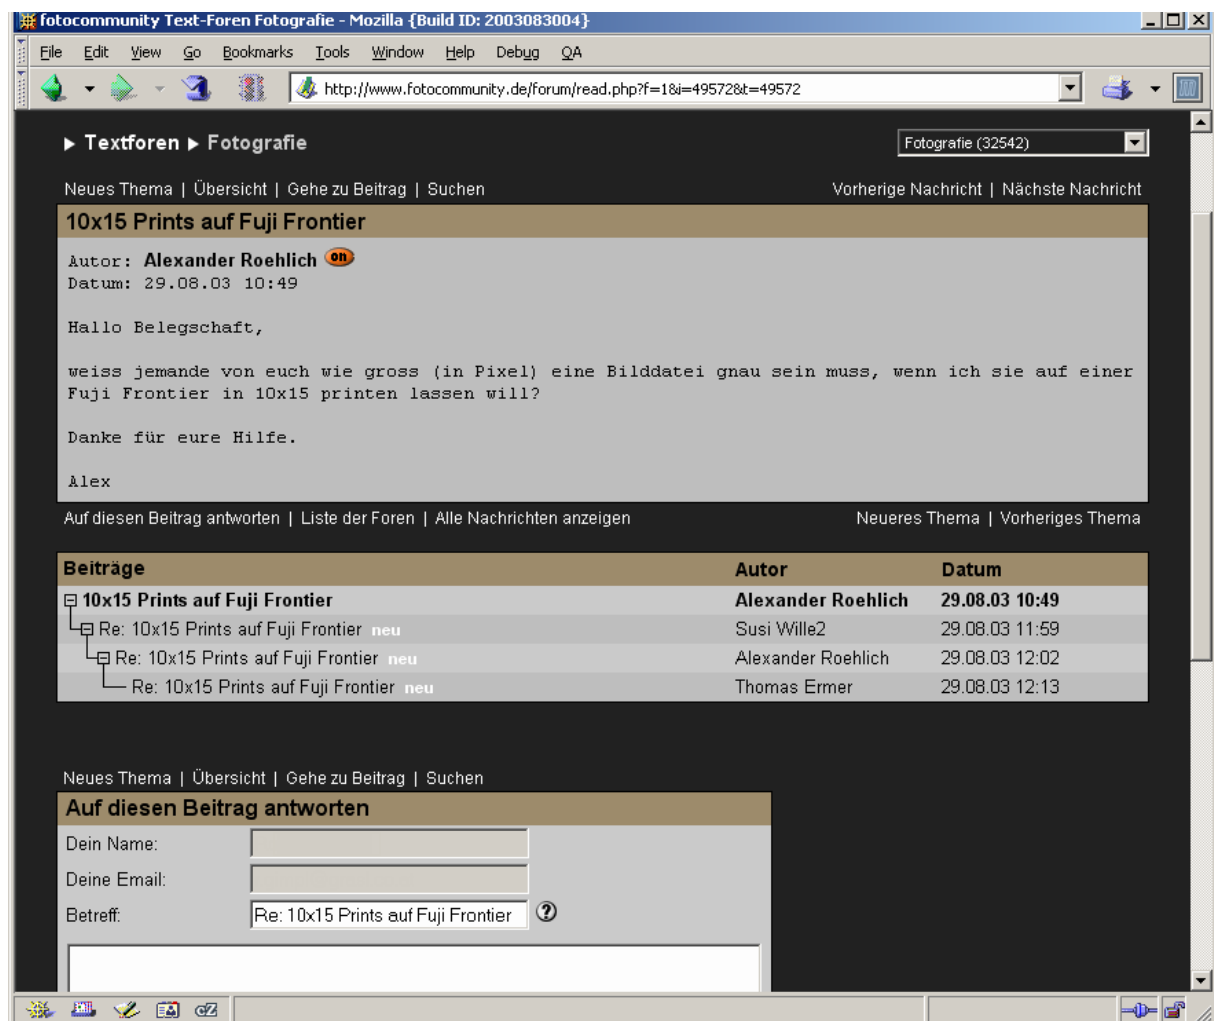 fotocommunity Text-Foren Fotografie - Mozilla {Build ID: 2003083004}
File Edit View Go Bookmarks Tools Window Help Debug QA
http://www.fotocommunity.de/forum/read.php?f=1&i=49572&t=49572
Textforen Fotografie
Fotografie (32542)
Neues Thema | Übersicht | Gehe zu Beitrag | Suchen
Vorherige Nachricht | Nächste Nachricht
10x15 Prints auf Fuji Frontier
Autor: Alexander Roehlich on
Datum: 29.08.03 10:49
Hallo Belegschaft,
weiss jemande von euch wie gross (in Pixel) eine Bilddatei gnau sein muss, wenn ich sie auf einer
Fuji Frontier in 10x15 printen lassen will?
Danke für eure Hilfe.
Alex
Auf diesen Beitrag antworten | Liste der Foren | Alle Nachrichten anzeigen
Neueres Thema | Vorheriges Thema
Beiträge Autor Datum
10x15 Prints auf Fuji Frontier Alexander Roehlich 29.08.03 10:49
Re: 10x15 Prints auf Fuji Frontier neu Susi Wille2 29.08.03 11:59
Re: 10x15 Prints auf Fuji Frontier neu Alexander Roehlich 29.08.03 12:02
Re: 10x15 Prints auf Fuji Frontier neu Thomas Ermer 29.08.03 12:13
Neues Thema | Übersicht | Gehe zu Beitrag | Suchen
Auf diesen Beitrag antworten
Dein Name:
Deine Email:
Betreff: Re: 10x15 Prints auf Fuji Frontier ?
cZ